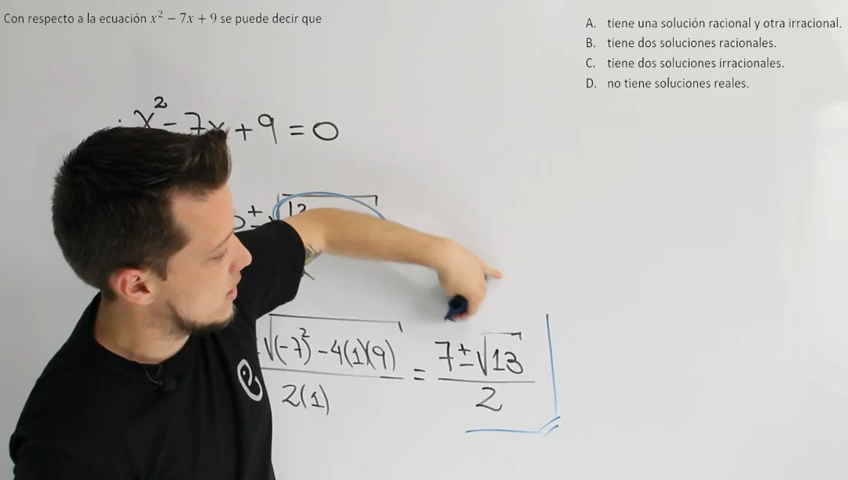 Con respecto a la ecuación x² − 7x + 9 se puede decir que
A. tiene una solución racional y otra irracional.
B. tiene dos soluciones racionales.
C. tiene dos soluciones irracionales.
D. no tiene soluciones reales.
x² − 7x + 9 = 0
± √
√(-7)² − 4(1)(9) / 2(1) = 7 ± √13 / 2